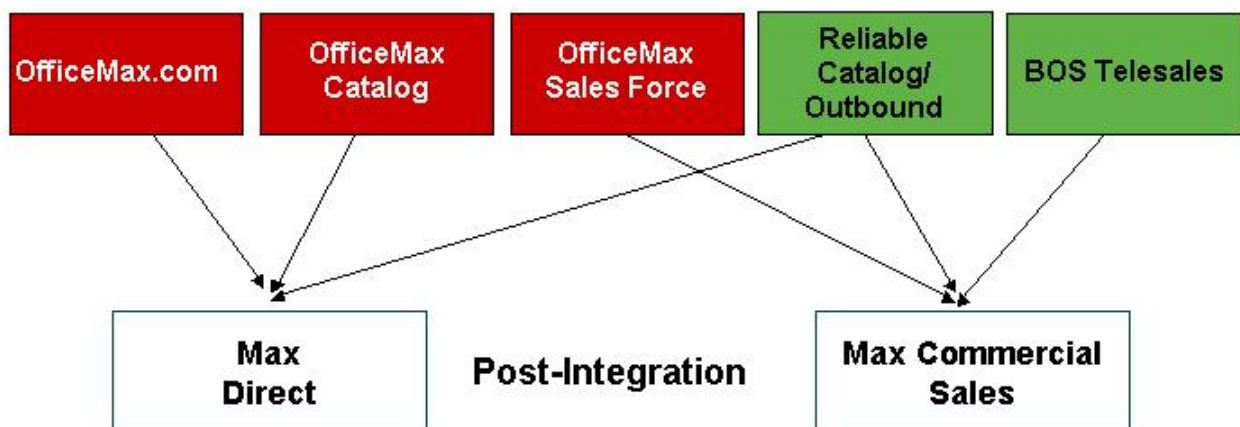 OfficeMax.com
OfficeMax
Catalog
OfficeMax
Sales Force
Reliable
Catalog/
Outbound
BOS Telesales
Max
Direct
Post-Integration
Max Commercial
Sales